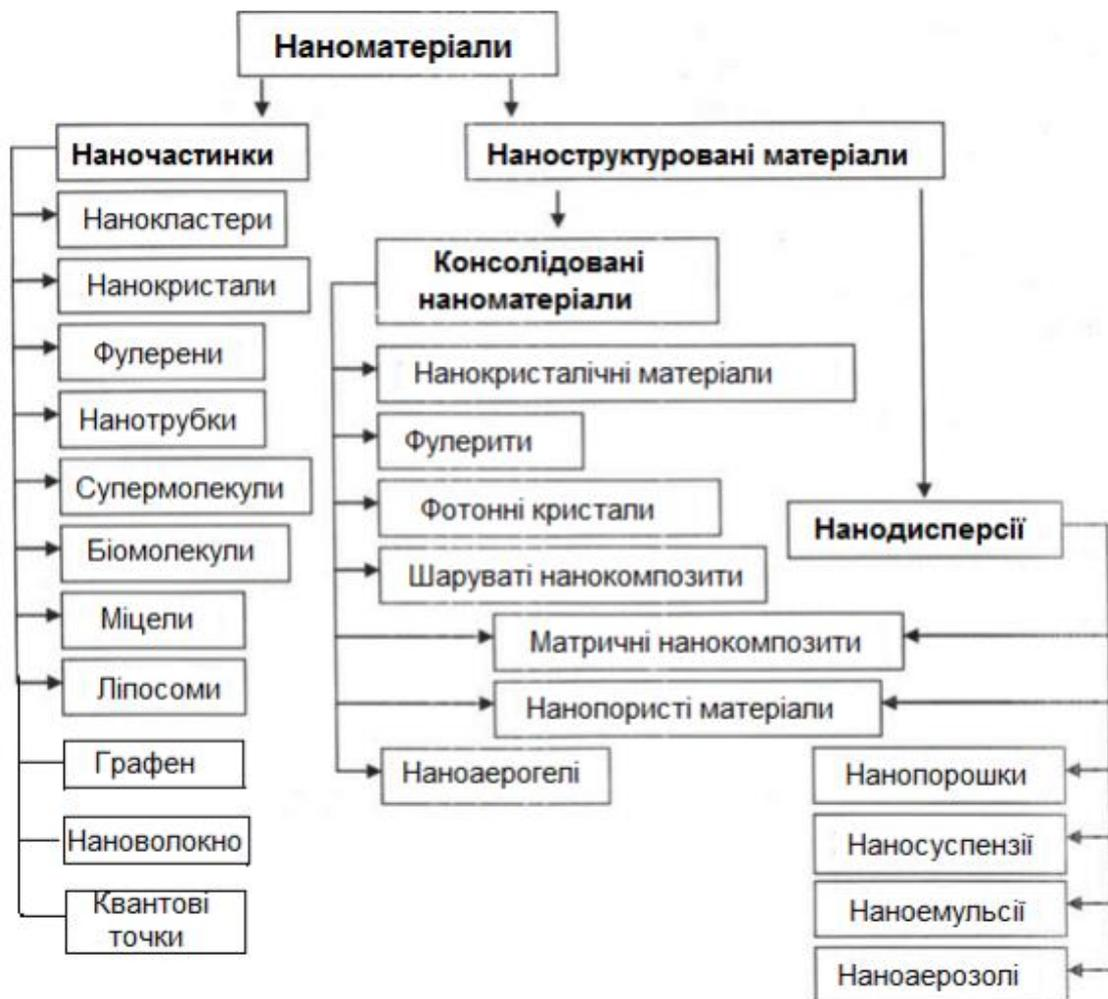 Наноматеріали
Наночастинки
Наноструктуровані матеріали
Нанокластери
Нанокристали
Фулерени
Нанотрубки
Супермолекули
Біомолекули
Міцели
Ліпосоми
Графен
Нановолокно
Квантові
точки
Консолідовані
наноматеріали
Нанокристалічні матеріали
Фулерити
Фотонні кристали
Шаруваті нанокомпозити
Матричні нанокомпозити
Нанопористі матеріали
Наноаерогелі
Нанодисперсії
Нанопорошки
Наносуспензії
Наноемульсії
Наноаерозолі